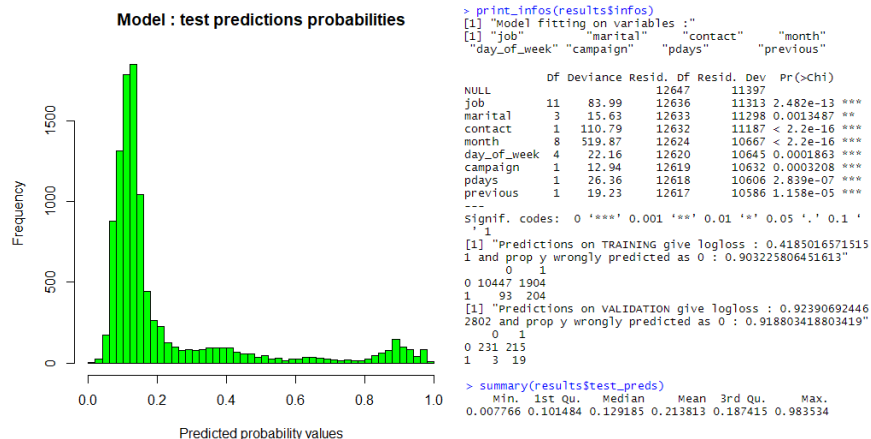 Model : test predictions probabilities
Frequency
1500
1000
500
0
0.0 0.2 0.4 0.6 0.8 1.0
Predicted probability values
> print_infos(results$infos)
[1] "Model fitting on variables :"
[1] "job" "marital" "contact" "month"
"day_of_week" "campaign" "pdays" "previous"
Df Deviance Resid. Df Resid. Dev Pr(>Chi)
NULL 12647 11397
job 11 83.99 12636 11313 2.482e-13 ***
marital 3 15.63 12633 11298 0.0013487 **
contact 1 110.79 12632 11187 < 2.2e-16 ***
month 8 519.87 12624 10667 < 2.2e-16 ***
day_of_week 4 22.16 12620 10645 0.0001863 ***
campaign 1 12.94 12619 10632 0.0003208 ***
pdays 1 26.36 12618 10606 2.839e-07 ***
previous 1 19.23 12617 10586 1.158e-05 ***
---
Signif. codes: 0 ‘***’ 0.001 ‘**’ 0.01 ‘*’ 0.05 ‘.’ 0.1 ‘
’ 1
[1] "Predictions on TRAINING give logloss : 0.4185016571515
1 and prop y wrongly predicted as 0 : 0.903225806451613"
0 1
0 10447 1904
1 93 204
[1] "Predictions on VALIDATION give logloss : 0.92390692446
2802 and prop y wrongly predicted as 0 : 0.918803418803419"
0 1
0 231 215
1 3 19
> summary(results$test_preds)
Min. 1st Qu. Median Mean 3rd Qu. Max.
0.007766 0.101484 0.129185 0.213813 0.187415 0.983534